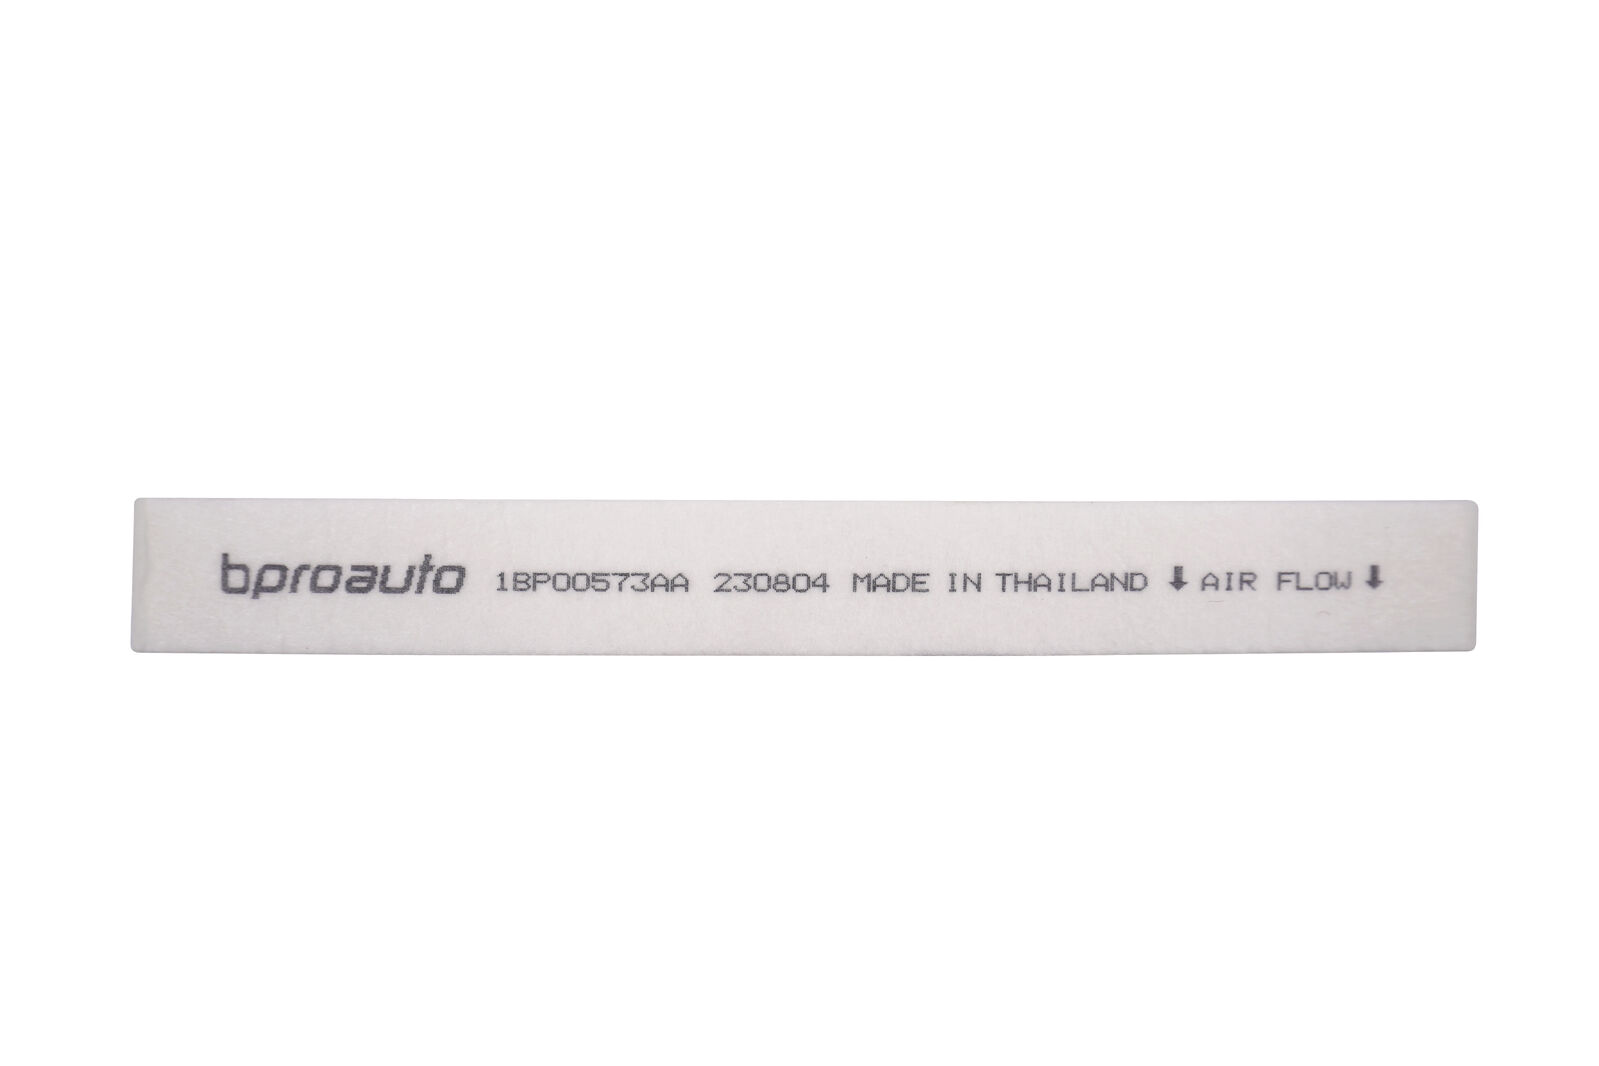 bproauto 1BP00573AA 230804 MADE IN THAILAND ⬇ AIR FLOW ⬇